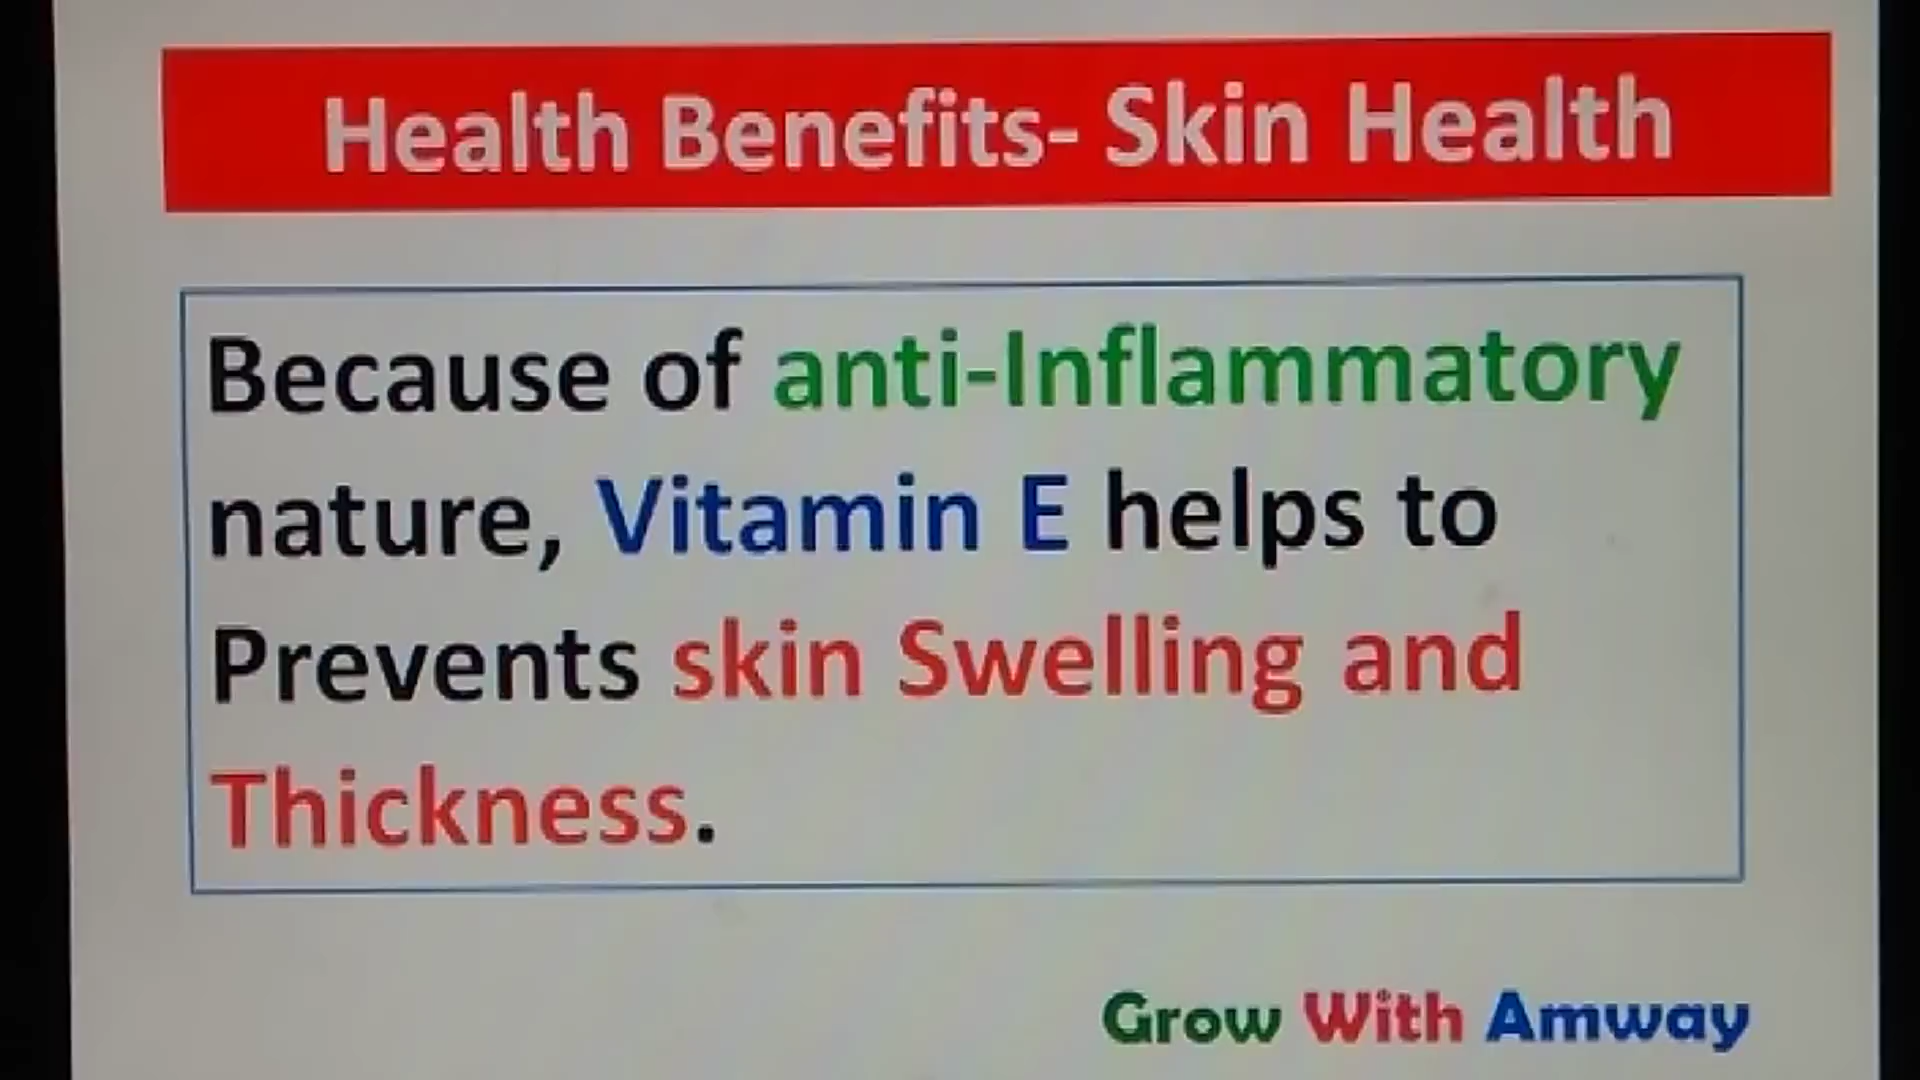 Health Benefits- Skin Health
Because of anti-Inflammatory
nature, Vitamin E helps to
Prevents skin Swelling and
Thickness.
Grow With Amway